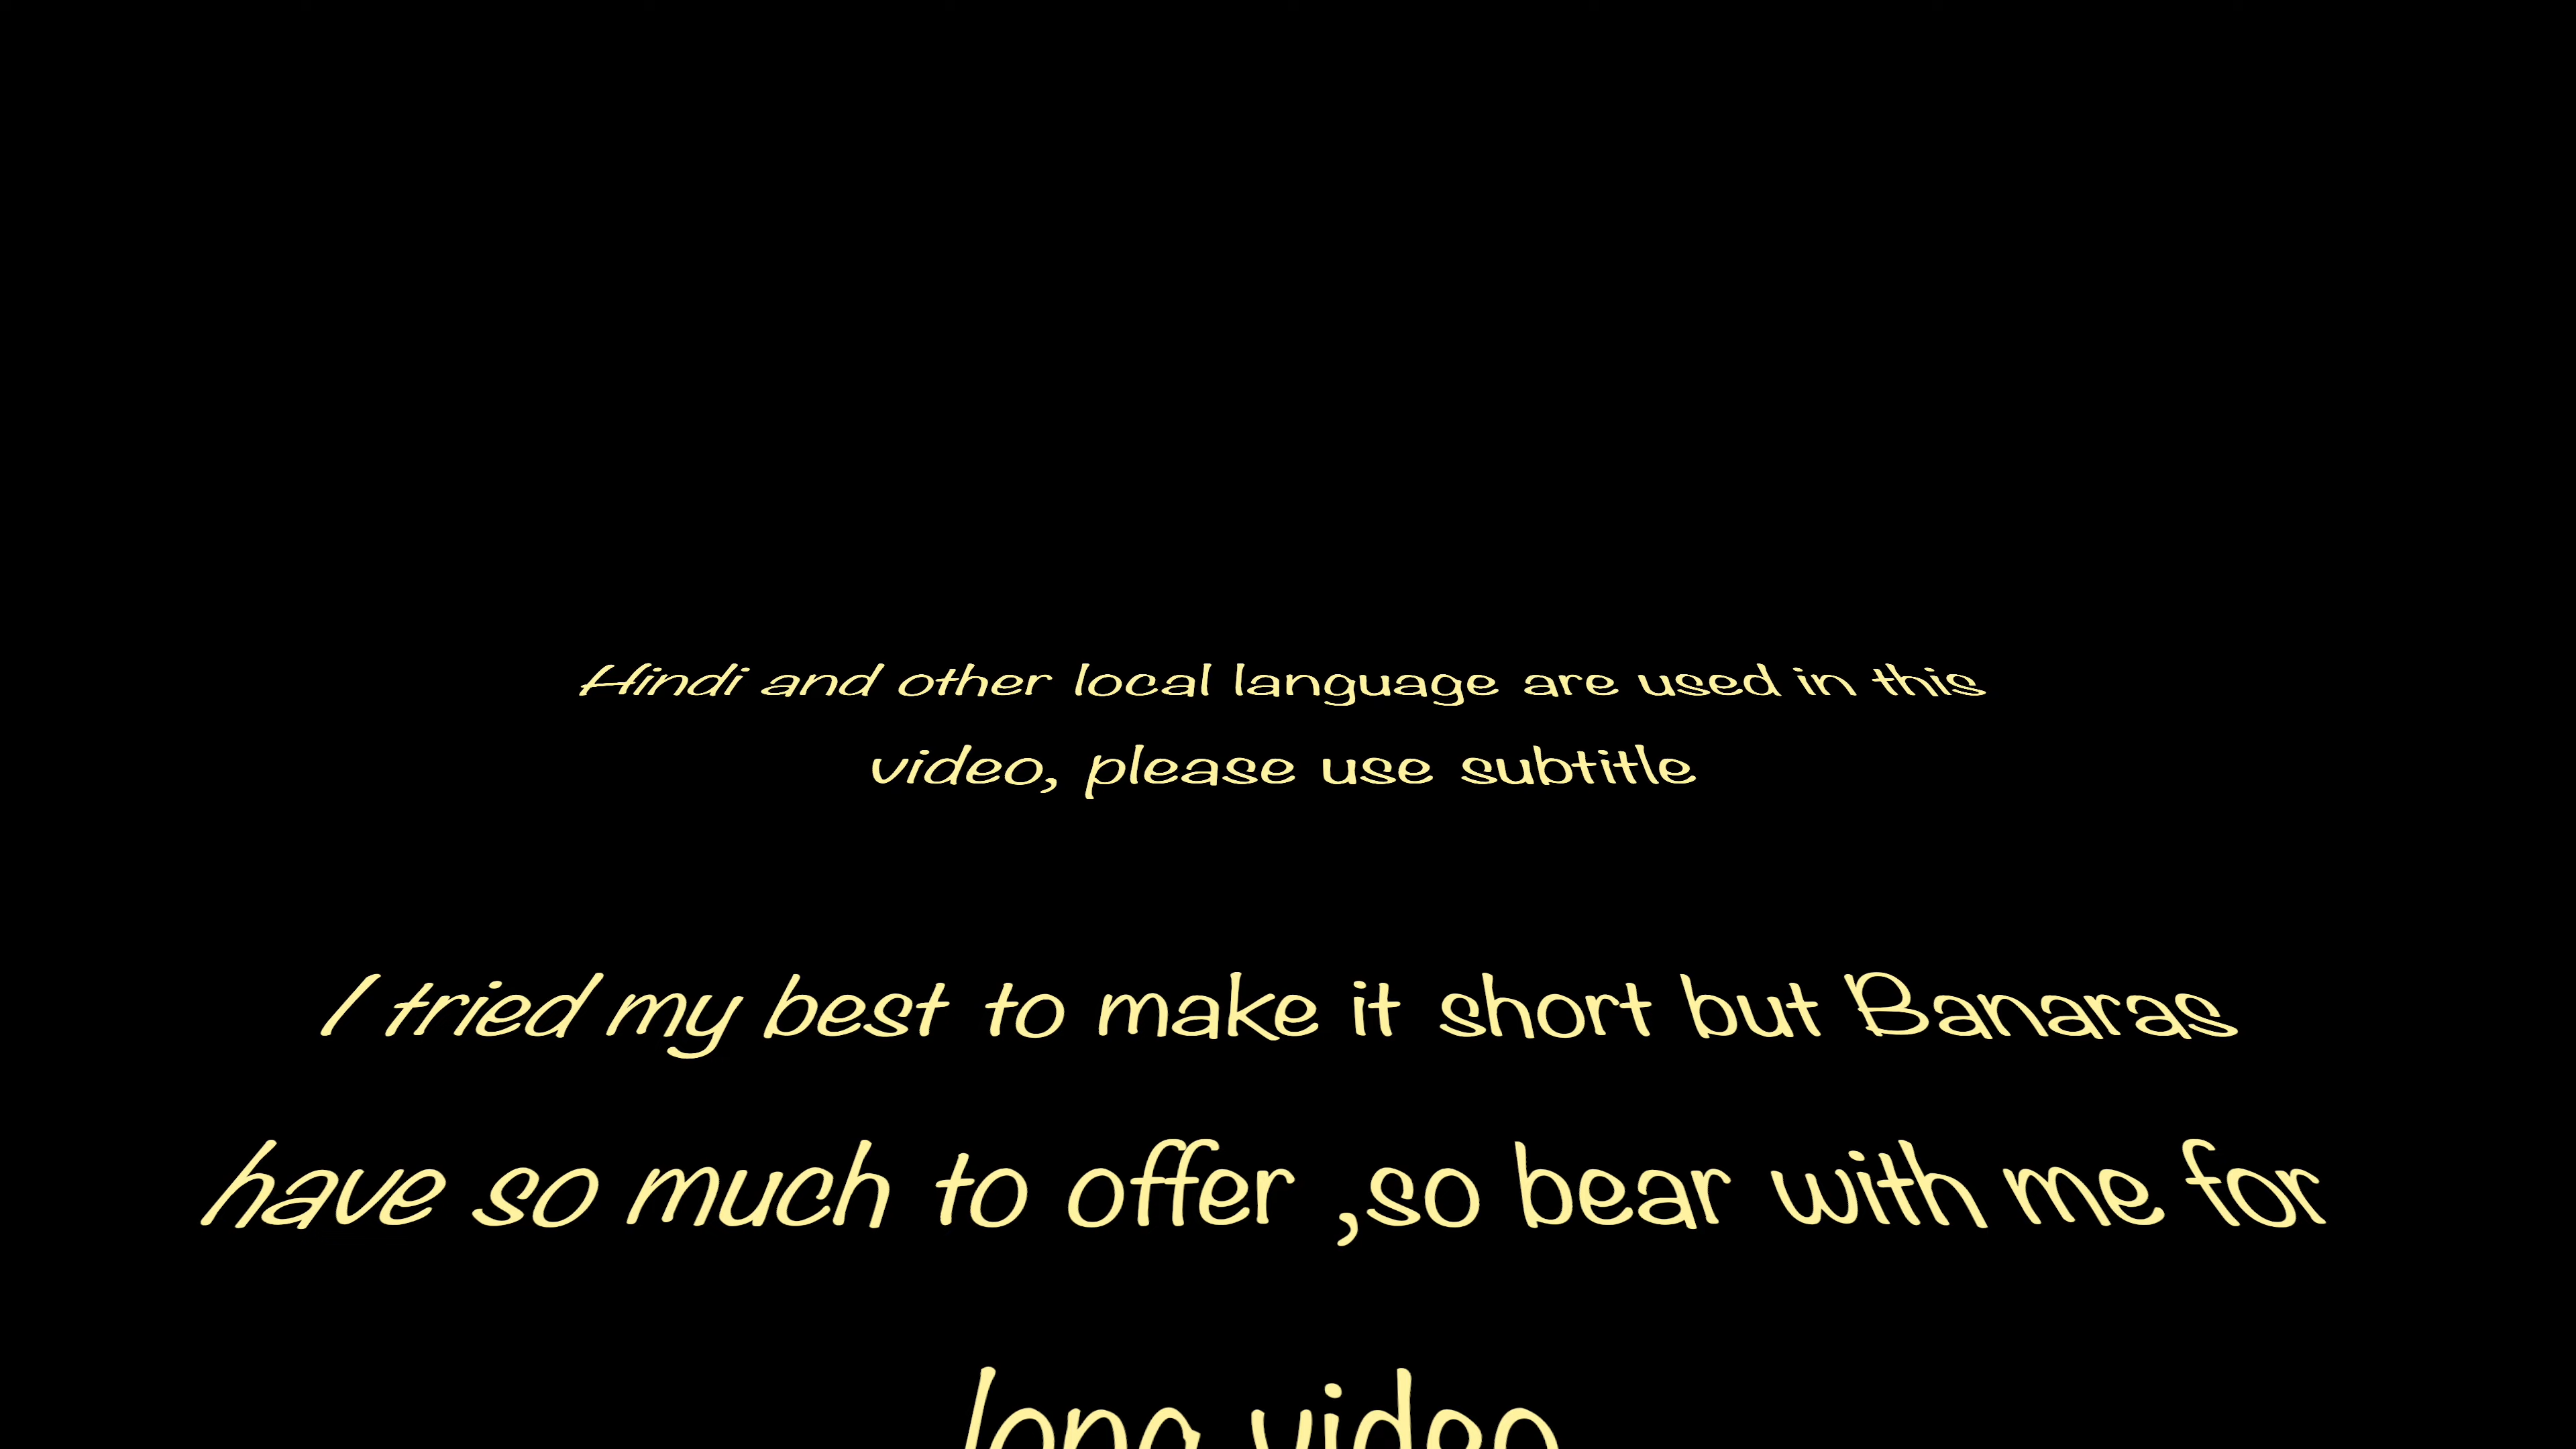 Hindi and other local language are used in this
video, please use subtitle
I tried my best to make it short but Banaras
have so much to offer ,so bear with me for
long video